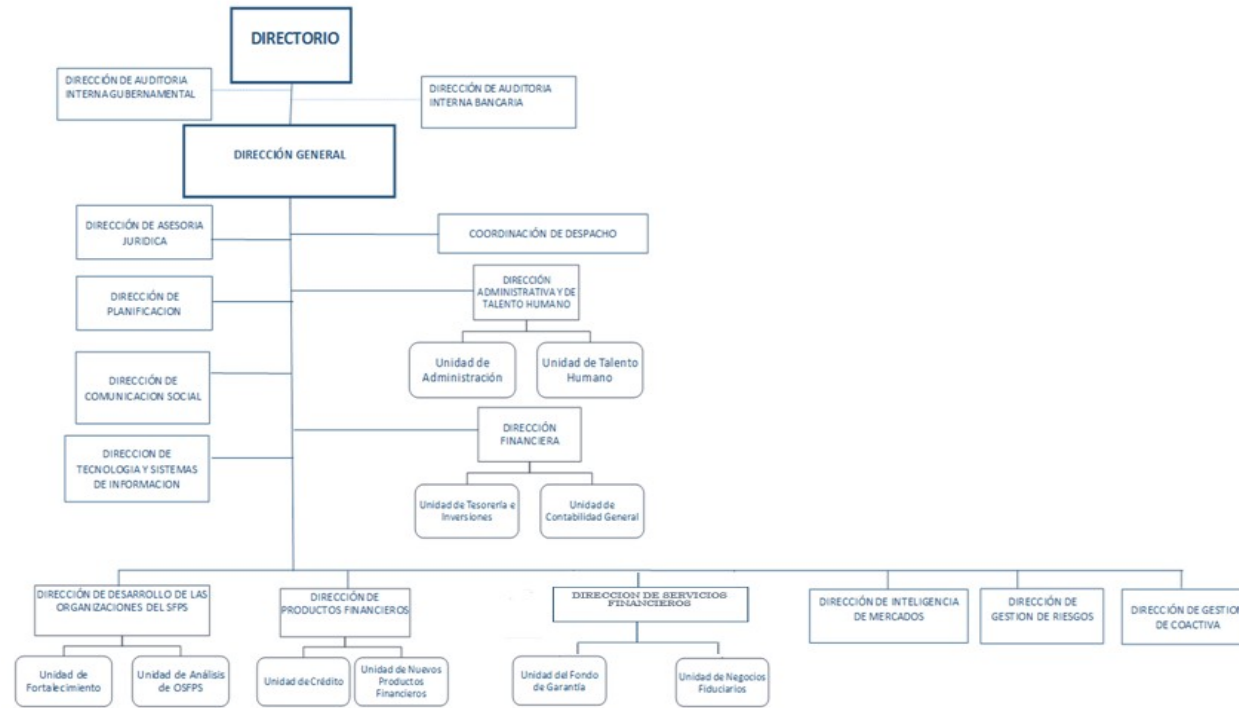 DIRECTORIO
DIRECCIÓN DE AUDITORIA
INTERNA GUBERNAMENTAL
DIRECCIÓN DE AUDITORIA
INTERNA BANCARIA
DIRECCIÓN GENERAL
DIRECCIÓN DE ASESORIA
JURIDICA
COORDINACIÓN DE DESPACHO
DIRECCIÓN DE
PLANIFICACION
DIRECCIÓN
ADMINISTRATIVA Y DE
TALENTO HUMANO
Unidad de
Administración
Unidad de Talento
Humano
DIRECCIÓN DE
COMUNICACION SOCIAL
DIRECCIÓN
FINANCIERA
DIRECCION DE
TECNOLOGIA Y SISTEMAS
DE INFORMACION
Unidad de Tesorería e
Inversiones
Unidad de
Contabilidad General
DIRECCIÓN DE DESARROLLO DE LAS
ORGANIZACIONES DEL SFPS
DIRECCIÓN DE
PRODUCTOS FINANCIEROS
DIRECCION DE SERVICIOS
FINANCIEROS
DIRECCIÓN DE INTELIGENCIA
DE MERCADOS
DIRECCIÓN DE
GESTION DE RIESGOS
DIRECCIÓN DE GESTION
DE COACTIVA
Unidad de
Fortalecimiento
Unidad de Análisis
de OSFPS
Unidad de Crédito
Unidad de Nuevos
Productos
Financieros
Unidad del Fondo
de Garantía
Unidad de Negocios
Fiduciarios